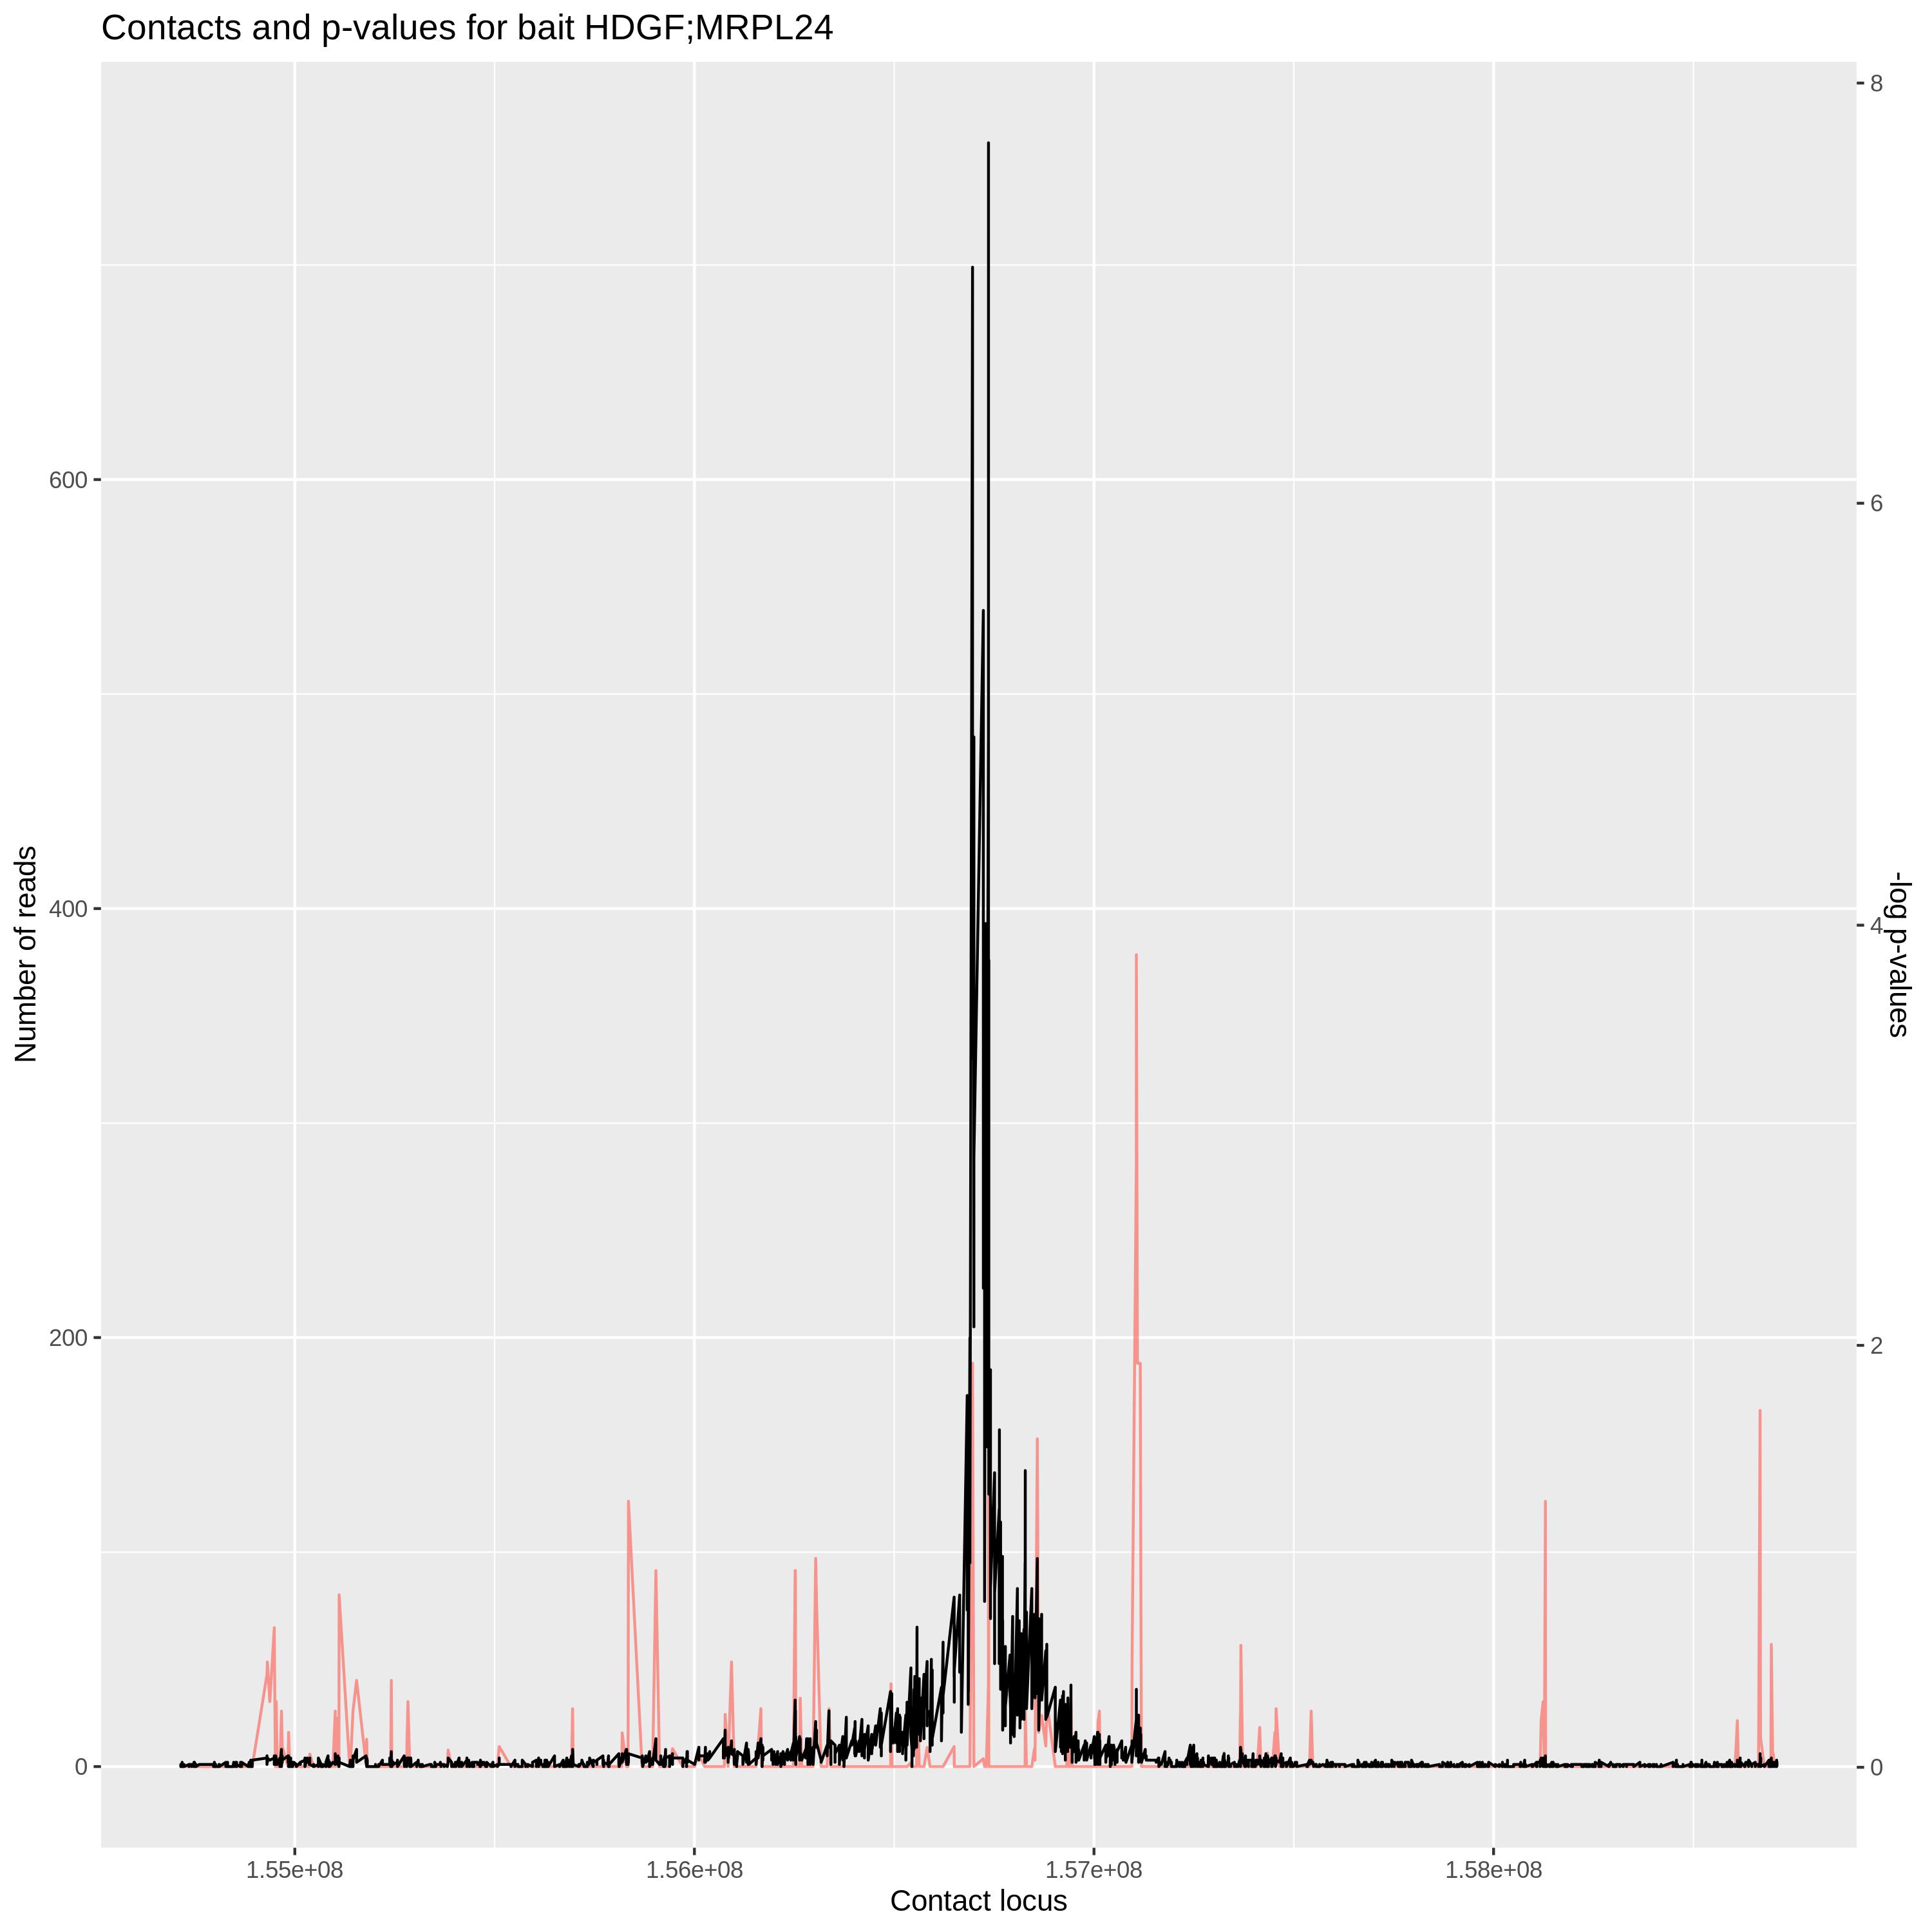 Contacts and p-values for bait HDGF;MRPL24
8
600
6
Number of reads
400
4
-log p-values
200
2
0
0
1.55e+08
1.56e+08
1.57e+08
1.58e+08
Contact locus